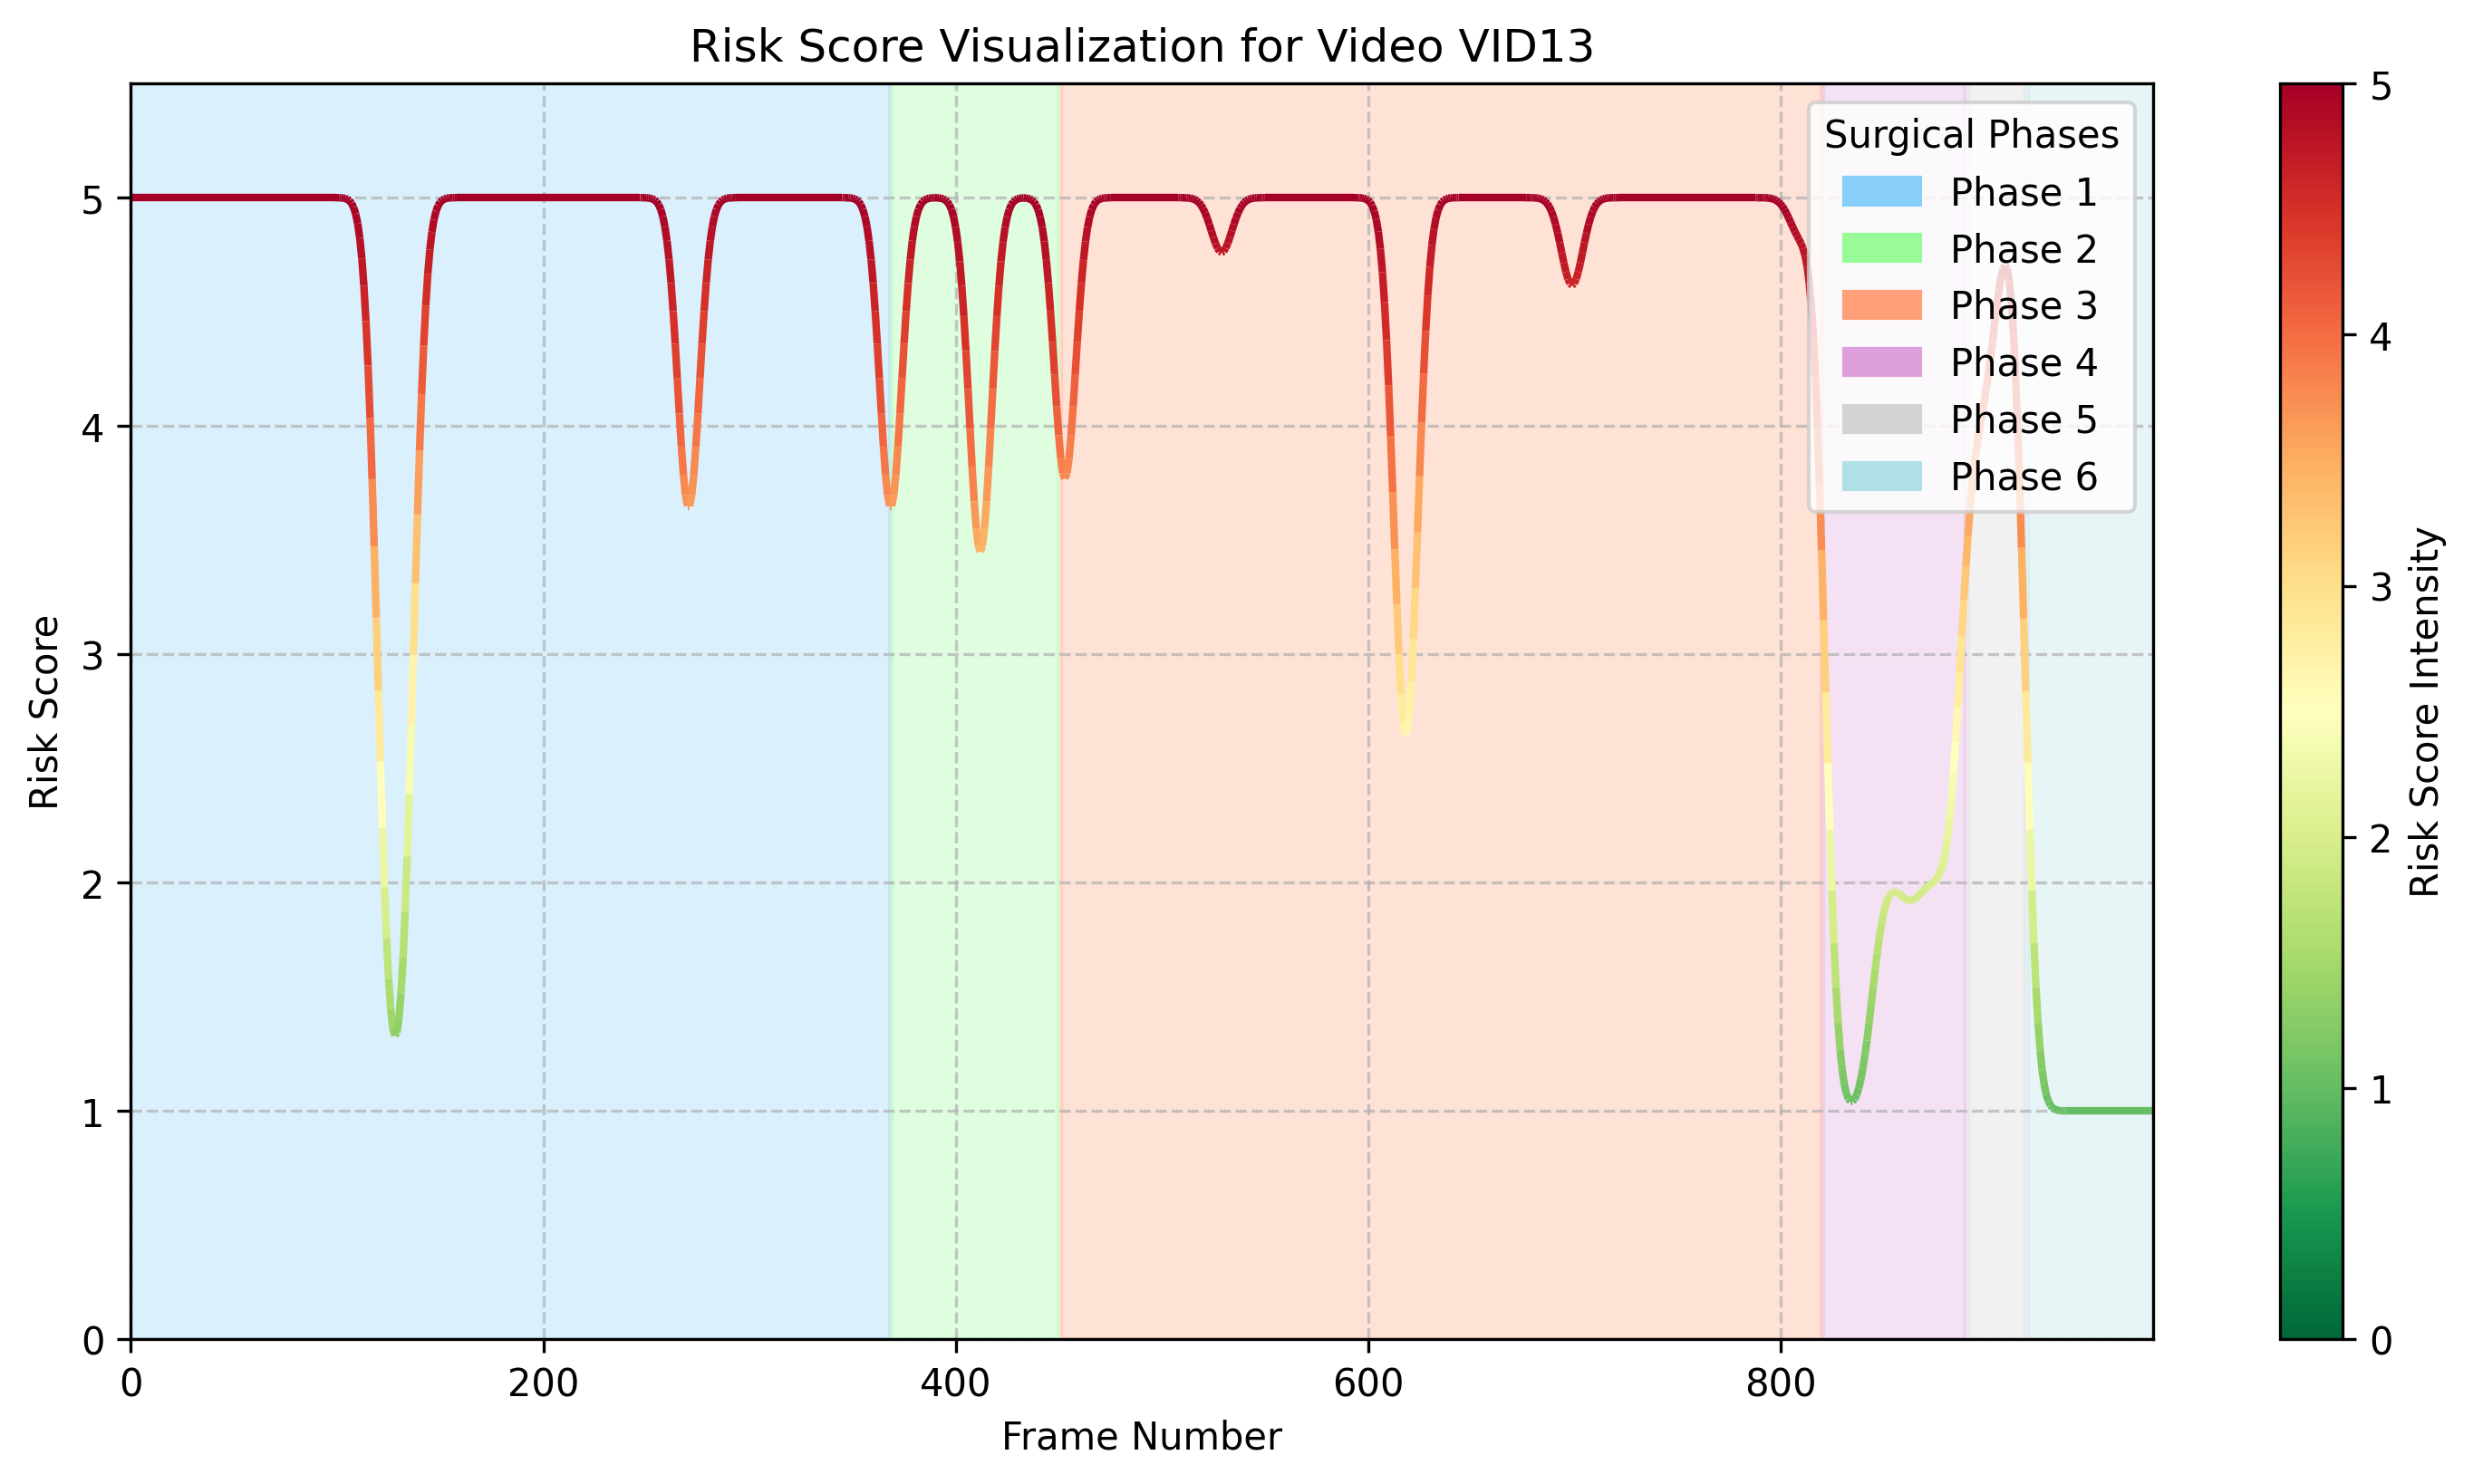 Risk Score Visualization for Video VID13
Risk Score
5
4
3
2
1
0
0
200
400
600
800
Frame Number
Surgical Phases
Phase 1
Phase 2
Phase 3
Phase 4
Phase 5
Phase 6
5
4
3
2
1
0
Risk Score Intensity